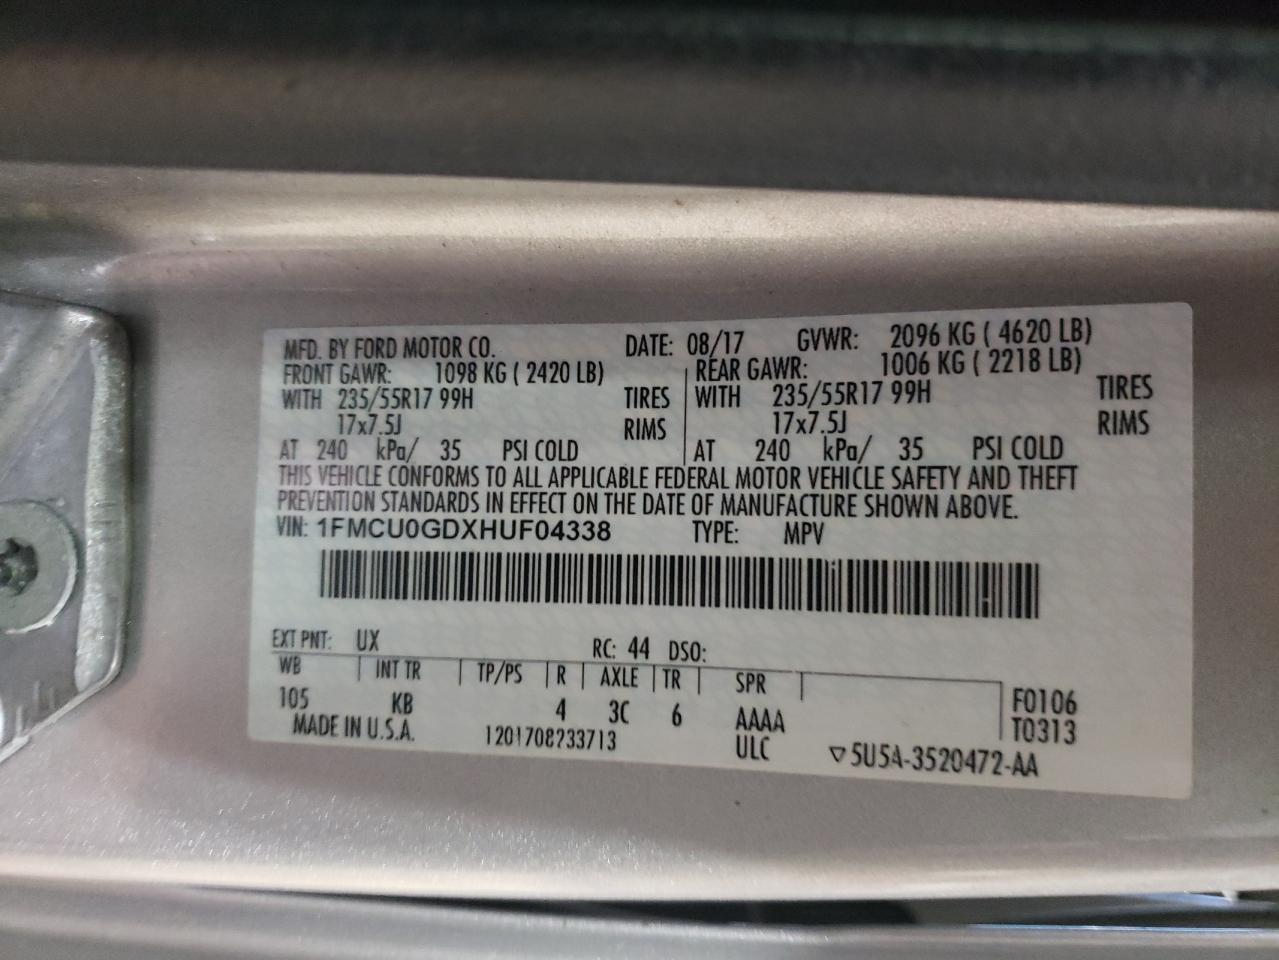 MFD. BY FORD MOTOR CO. DATE: 08/17 GVWR: 2096 KG ( 4620 LB)
FRONT GAWR: 1098 KG ( 2420 LB) REAR GAWR: 1006 KG ( 2218 LB)
WITH 235/55R17 99H TIRES WITH 235/55R17 99H TIRES
17x7.5J RIMS 17x7.5J RIMS
AT 240 kPa/ 35 PSI COLD AT 240 kPa/ 35 PSI COLD
THIS VEHICLE CONFORMS TO ALL APPLICABLE FEDERAL MOTOR VEHICLE SAFETY AND THEFT
PREVENTION STANDARDS IN EFFECT ON THE DATE OF MANUFACTURE SHOWN ABOVE.
VIN: 1FMCU0GDXHUF04338 TYPE: MPV
EXT PNT: UX RC: 44 DSO:
WB INT TR TP/PS R AXLE TR SPR
105 KB 4 3C 6 AAAA F0106
MADE IN U.S.A. 1201708233713 ULC T0313
▽5U5A-3520472-AA